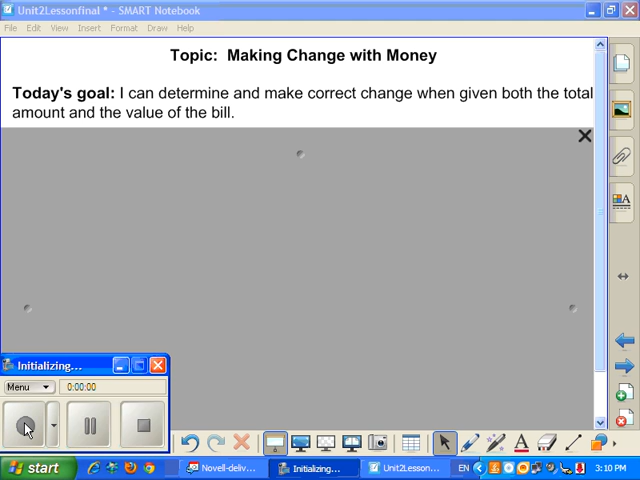 Unit2Lessonfinal * - SMART Notebook
File Edit View Insert Format Draw Help
Topic: Making Change with Money
Today's goal: I can determine and make correct change when given both the total
amount and the value of the bill.
Initializing...
Menu 0:00:00
start Novell-deliv... Initializing... Unit2Lesson... EN 3:10 PM